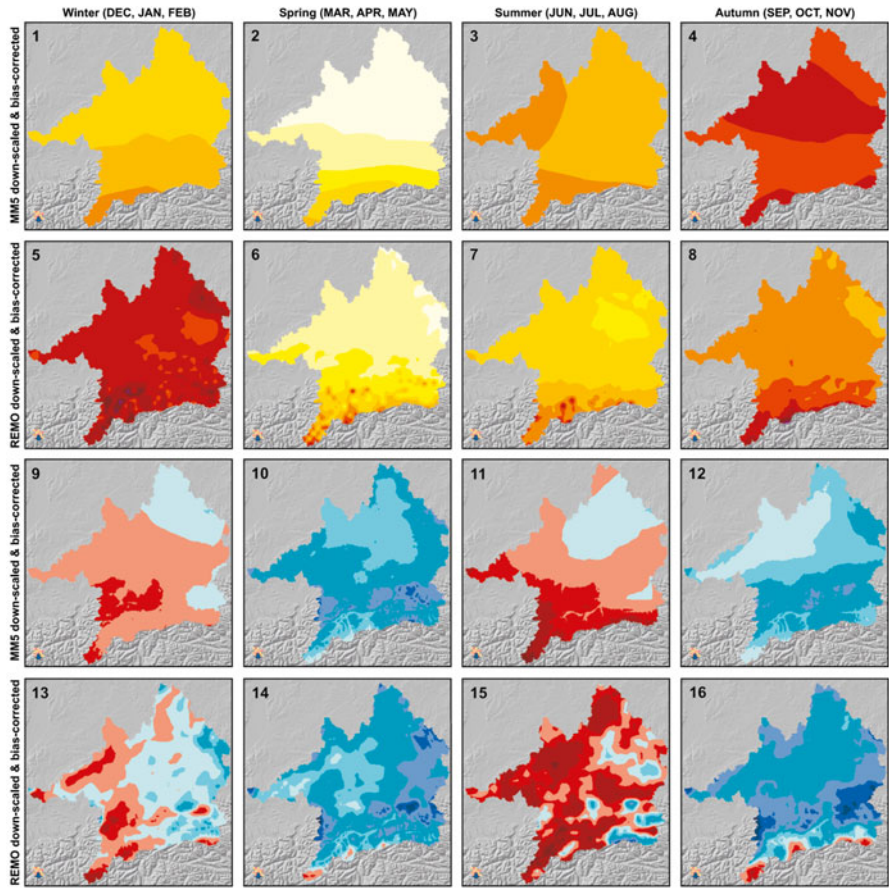 Winter (DEC, JAN, FEB) Spring (MAR, APR, MAY) Summer (JUN, JUL, AUG) Autumn (SEP, OCT, NOV)
MM5 down-scaled & bias-corrected
1 2 3 4
REMO down-scaled & bias-corrected
5 6 7 8
MM5 down-scaled & bias-corrected
9 10 11 12
REMO down-scaled & bias-corrected
13 14 15 16